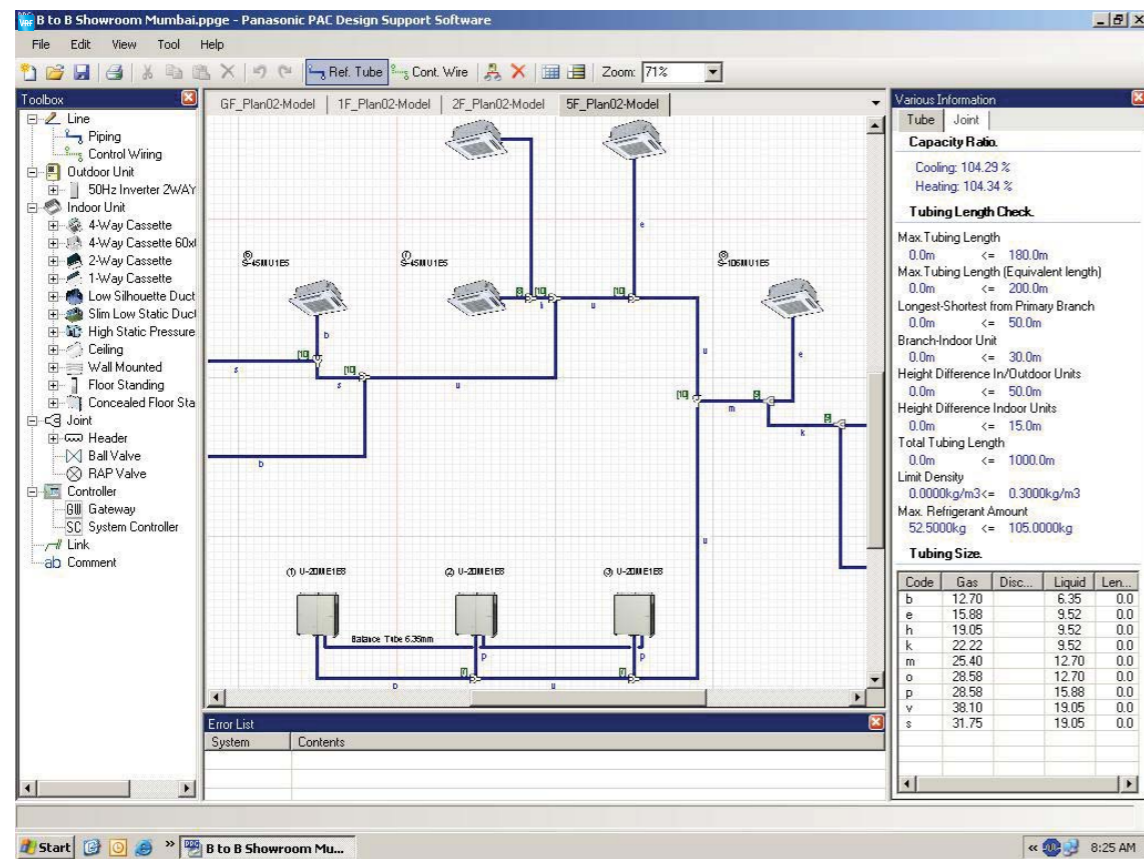 B to B Showroom Mumbai.ppge - Panasonic PAC Design Support Software
File Edit View Tool Help
Ref. Tube Cont. Wire Zoom: 71%
Toolbox
Line
Piping
Control Wiring
Outdoor Unit
50Hz Inverter 2WAY
Indoor Unit
4-Way Cassette
4-Way Cassette 60x
2-Way Cassette
1-Way Cassette
Low Silhouette Duct
Slim Low Static Duct
High Static Pressure
Ceiling
Wall Mounted
Floor Standing
Concealed Floor Sta
Joint
Header
Ball Valve
RAP Valve
Controller
GW Gateway
SC System Controller
Link
ab Comment
GF_Plan02-Model 1F_Plan02-Model 2F_Plan02-Model 5F_Plan02-Model
e
S-45MU1E5 S-45MU1E5 S-106MU1E5
b
s s u u u e m k
b
u
(1) U-20ME1E8 (2) U-20ME1E8 (3) U-20ME1E8
Balance Tube 6.35mm
p p
u
Error List
System Contents
Various Information
Tube Joint
Capacity Ratio.
Cooling: 104.29 %
Heating: 104.34 %
Tubing Length Check.
Max.Tubing Length
0.0m <= 180.0m
Max.Tubing Length (Equivalent length)
0.0m <= 200.0m
Longest-Shortest from Primary Branch
0.0m <= 50.0m
Branch-Indoor Unit
0.0m <= 30.0m
Height Difference In/Outdoor Units
0.0m <= 50.0m
Height Difference Indoor Units
0.0m <= 15.0m
Total Tubing Length
0.0m <= 1000.0m
Limit Density
0.0000kg/m3<= 0.3000kg/m3
Max. Refrigerant Amount
52.5000kg <= 105.0000kg
Tubing Size.
Code Gas Disc... Liquid Len...
b 12.70 6.35 0.0
e 15.88 9.52 0.0
h 19.05 9.52 0.0
k 22.22 9.52 0.0
m 25.40 12.70 0.0
o 28.58 12.70 0.0
p 28.58 15.88 0.0
v 38.10 19.05 0.0
s 31.75 19.05 0.0
Start B to B Showroom Mu... 8:25 AM